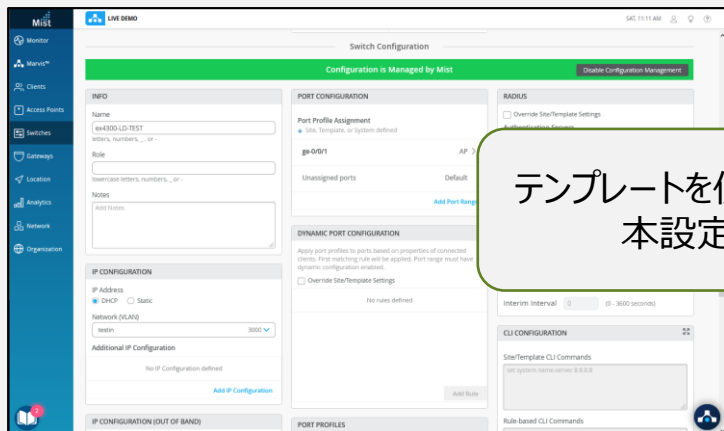 Mist
LIVE DEMO
SAT, 11:11 AM
Monitor
Marvis™
Clients
Access Points
Switches
Gateways
Location
Analytics
Network
Organization
2
Switch Configuration
Configuration is Managed by Mist
Disable Configuration Management
INFO
Name
ex4300-LD-TEST
letters, numbers, _ . or -
Role
lowercase letters, numbers, _ or -
Notes
Add Notes
IP CONFIGURATION
IP Address
DHCP Static
Network (VLAN)
testin 3000
Additional IP Configuration
No IP Configuration defined
Add IP Configuration
IP CONFIGURATION (OUT OF BAND)
PORT CONFIGURATION
Port Profile Assignment
Site, Template, or System defined
ge-0/0/1 AP >
Unassigned ports Default
Add Port Range
DYNAMIC PORT CONFIGURATION
Apply port profiles to ports based on properties of connected
clients. First matching rule will be applied. Port range must have
dynamic configuration enabled.
Override Site/Template Settings
No rules defined
Add Rule
PORT PROFILES
RADIUS
Override Site/Template Settings
Authentication Servers
テンプレートを
本設定
Interim Interval 0 (0 - 3600 seconds)
CLI CONFIGURATION
Site/Template CLI Commands
set system name-server 8.8.8.8
Rule-based CLI Commands